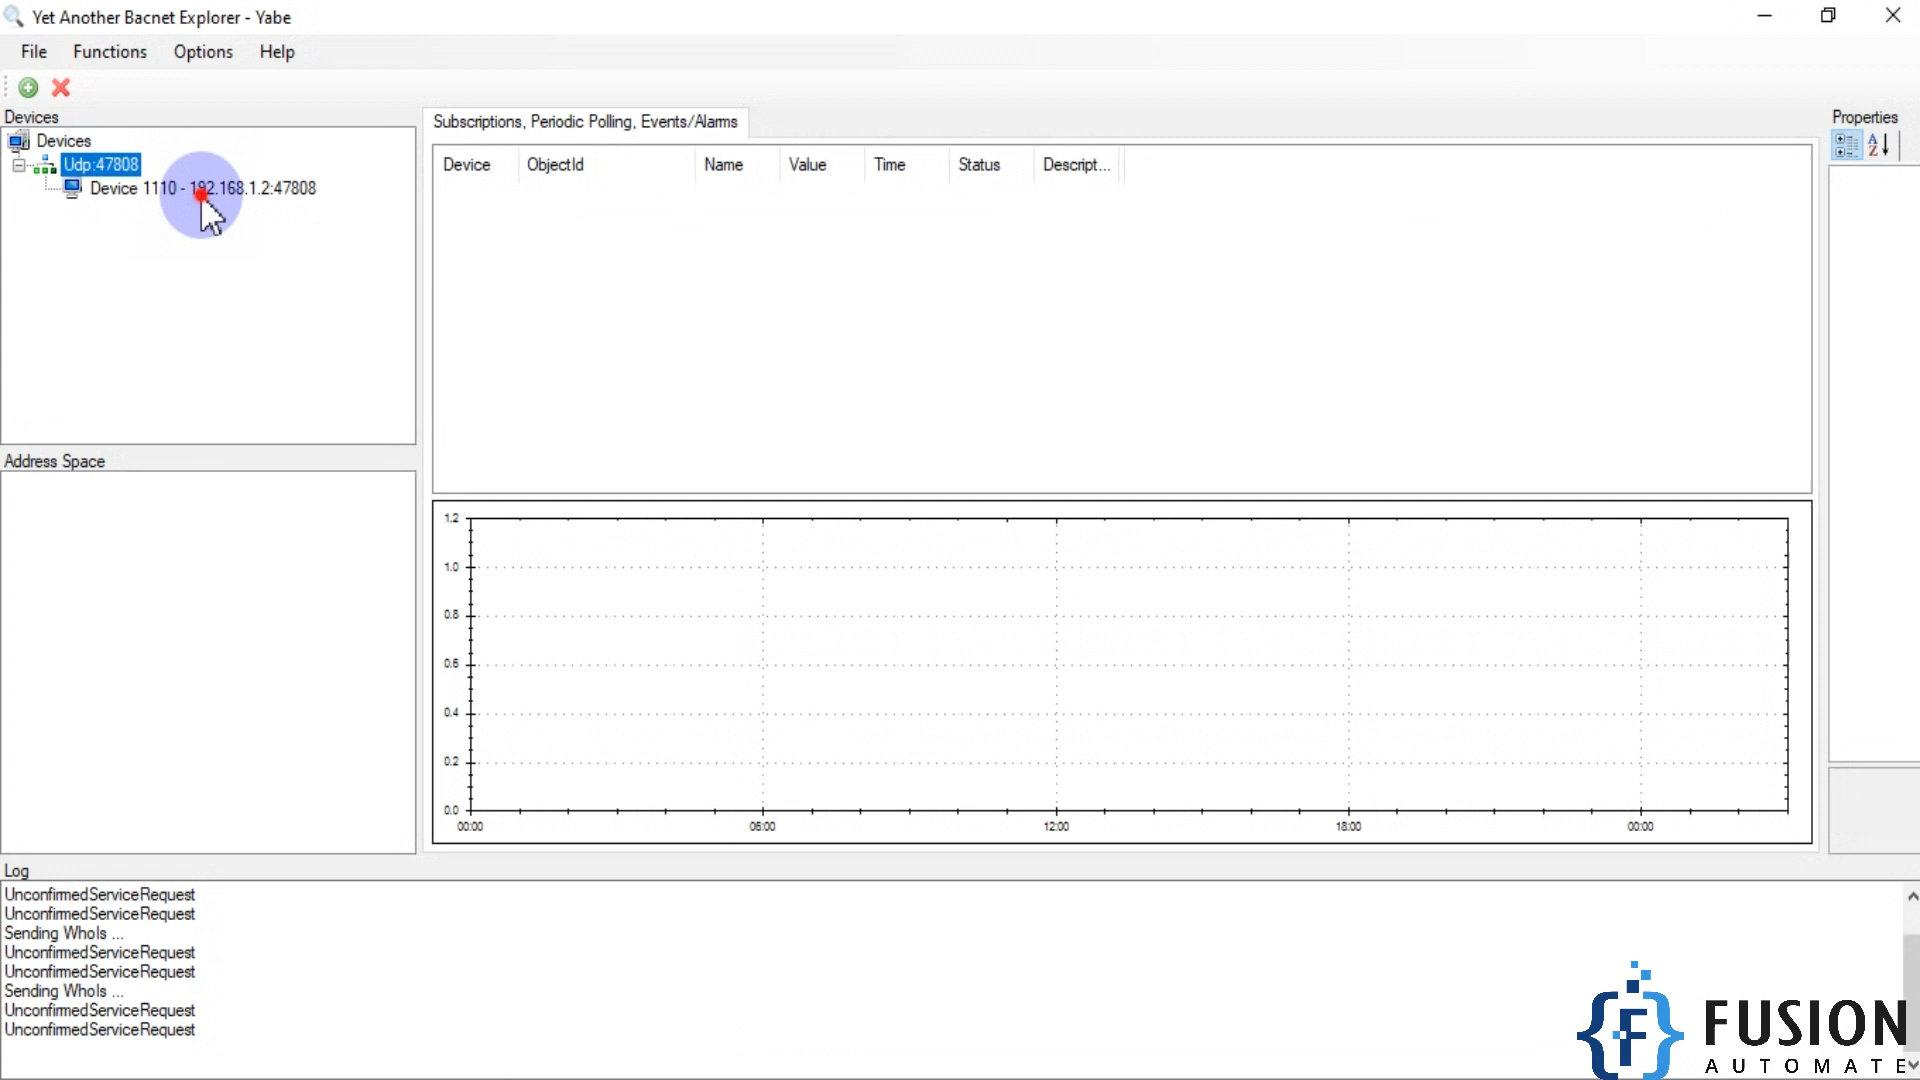 Yet Another Bacnet Explorer - Yabe
File Functions Options Help
Devices
Devices
Udp:47808
Device 1110 - 192.168.1.2:47808
Address Space
Subscriptions, Periodic Polling, Events/Alarms
Device ObjectId Name Value Time Status Descript...
1.2
1.0
0.8
0.6
0.4
0.2
0.0
00:00 06:00 12:00 18:00 00:00
Properties
A
Z
Log
UnconfirmedServiceRequest
UnconfirmedServiceRequest
Sending WhoIs ...
UnconfirmedServiceRequest
UnconfirmedServiceRequest
Sending WhoIs ...
UnconfirmedServiceRequest
UnconfirmedServiceRequest
{F}
FUSION
AUTOMATE